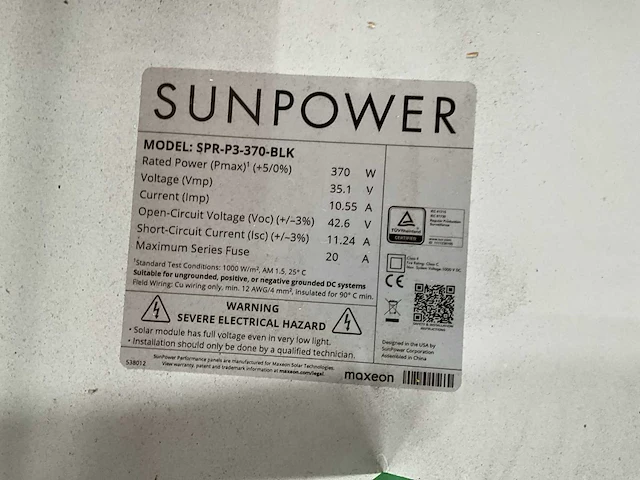 SUNPOWER
MODEL: SPR-P3-370-BLK
Rated Power (Pmax)¹ (+5/0%) 370 W
Voltage (Vmp) 35.1 V
Current (Imp) 10.55 A
Open-Circuit Voltage (Voc) (+/–3%) 42.6 V
Short-Circuit Current (Isc) (+/–3%) 11.24 A
Maximum Series Fuse 20 A
¹Standard Test Conditions: 1000 W/m², AM 1.5, 25° C
Suitable for ungrounded, positive, or negative grounded DC systems
Field Wiring: Cu wiring only, min. 12 AWG/4 mm², insulated for 90° C min.
WARNING
SEVERE ELECTRICAL HAZARD
• Solar module has full voltage even in very low light.
• Installation should only be done by a qualified technician.
SunPower Performance panels are manufactured for Maxeon Solar Technologies.
View warranty, patent and trademark information at maxeon.com/legal.
538012
maxeon
TÜVRheinland
CERTIFIED
CE
SAFETY & INSTALLATION
INSTRUCTIONS
Designed in the USA by
SunPower Corporation
Assembled in China